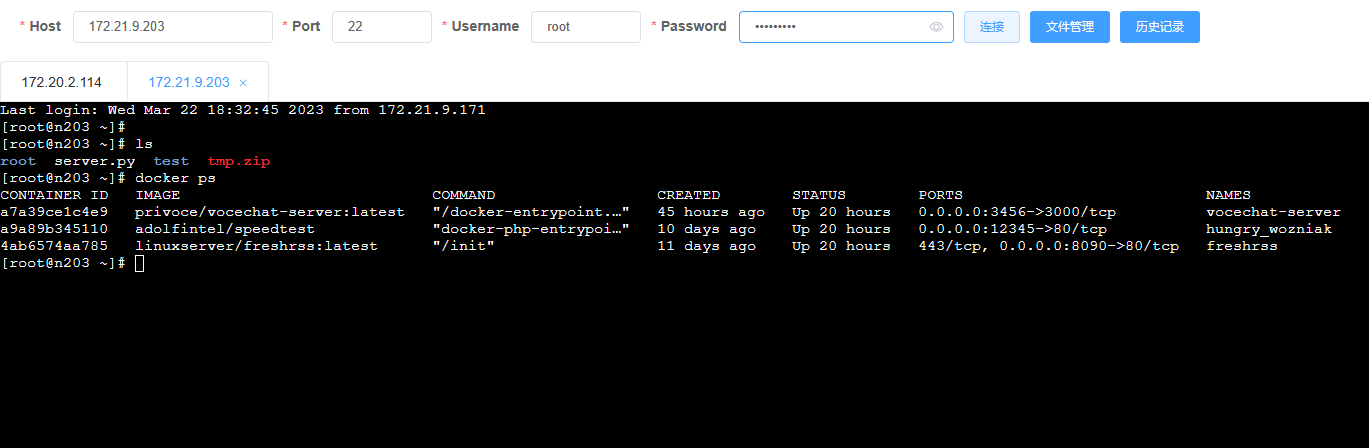 * Host 172.21.9.203 * Port 22 * Username root * Password ••••••••• 连接 文件管理 历史记录
172.20.2.114 172.21.9.203 ×
Last login: Wed Mar 22 18:32:45 2023 from 172.21.9.171
[root@n203 ~]#
[root@n203 ~]# ls
root  server.py  test  tmp.zip
[root@n203 ~]# docker ps
CONTAINER ID   IMAGE                            COMMAND                  CREATED        STATUS        PORTS                           NAMES
a7a39ce1c4e9   privoce/vocechat-server:latest   "/docker-entrypoint.…"   45 hours ago   Up 20 hours   0.0.0.0:3456->3000/tcp          vocechat-server
a9a89b345110   adolfintel/speedtest             "docker-php-entrypoi…"   10 days ago    Up 20 hours   0.0.0.0:12345->80/tcp           hungry_wozniak
4ab6574aa785   linuxserver/freshrss:latest      "/init"                  11 days ago    Up 20 hours   443/tcp, 0.0.0.0:8090->80/tcp   freshrss
[root@n203 ~]#